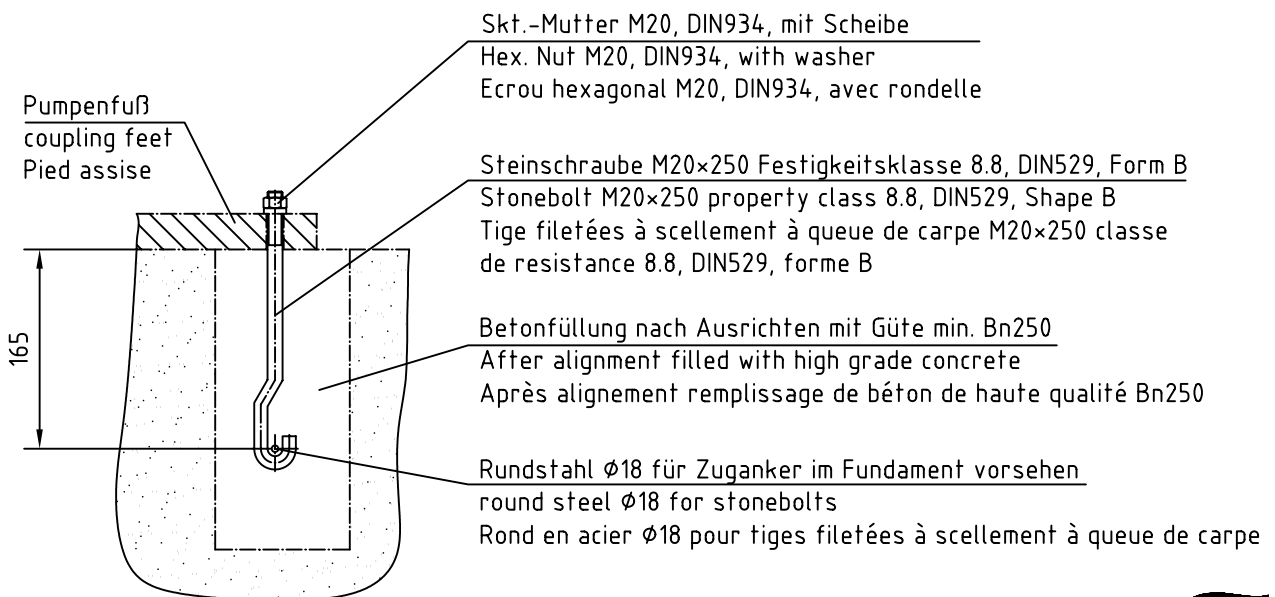 Skt.-Mutter M20, DIN934, mit Scheibe
Hex. Nut M20, DIN934, with washer
Ecrou hexagonal M20, DIN934, avec rondelle
Pumpenfuß
coupling feet
Pied assise
Steinschraube M20×250 Festigkeitsklasse 8.8, DIN529, Form B
Stonebolt M20×250 property class 8.8, DIN529, Shape B
Tige filetées à scellement à queue de carpe M20×250 classe
de resistance 8.8, DIN529, forme B
165
Betonfüllung nach Ausrichten mit Güte min. Bn250
After alignment filled with high grade concrete
Après alignement remplissage de béton de haute qualité Bn250
Rundstahl Ø18 für Zuganker im Fundament vorsehen
round steel Ø18 for stonebolts
Rond en acier Ø18 pour tiges filetées à scellement à queue de carpe